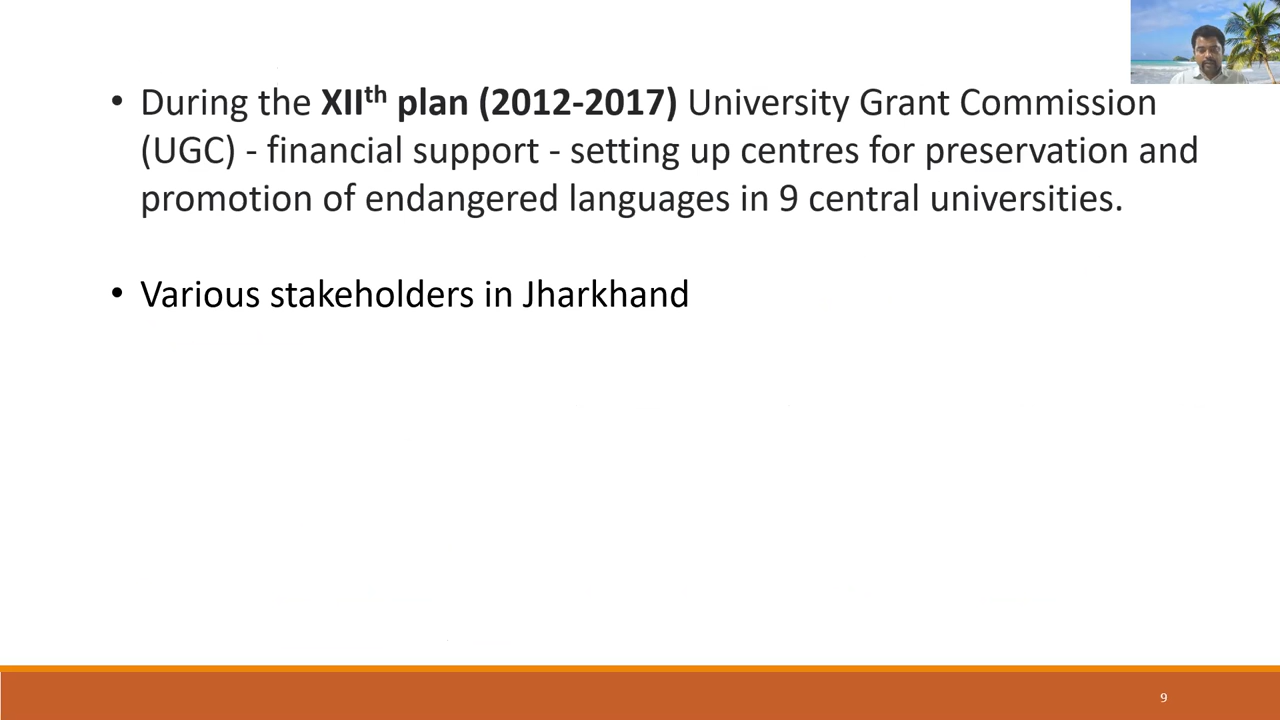 • During the XIIth plan (2012-2017) University Grant Commission
(UGC) - financial support - setting up centres for preservation and
promotion of endangered languages in 9 central universities.
• Various stakeholders in Jharkhand
9